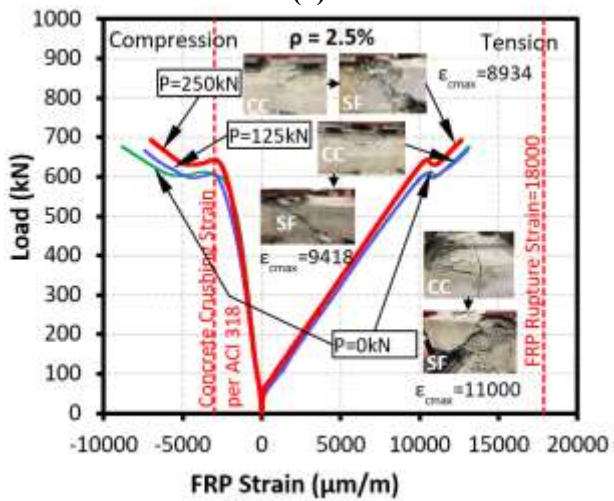 1000
900
800
700
600
500
400
300
200
100
0
Load (kN)
Compression
ρ = 2.5%
Tension
P=250kN
P=125kN
CC
SF
εcmax=8934
CC
SF
εcmax=9418
CC
SF
εcmax=11000
P=0kN
Concrete Crushing Strain
per ACI 318
FRP Rupture Strain=18000
-10000 -5000 0 5000 10000 15000 20000
FRP Strain (µm/m)